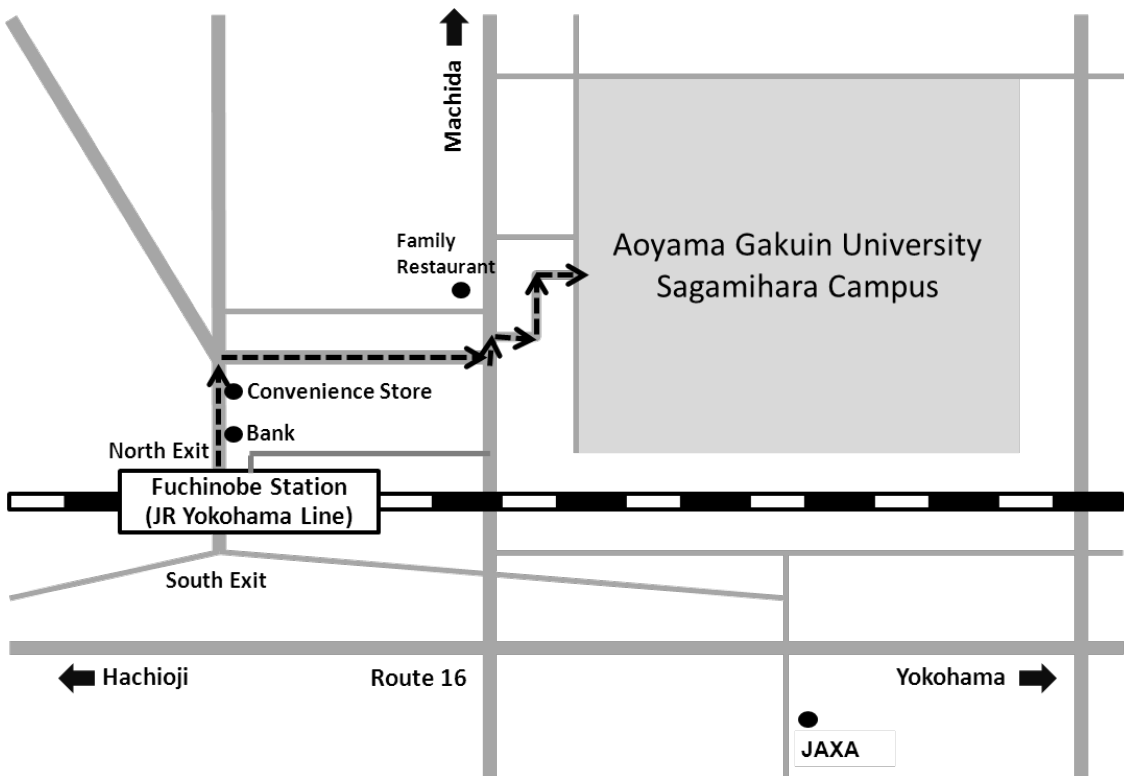 Machida
Family
Restaurant
Aoyama Gakuin University
Sagamihara Campus
Convenience Store
Bank
North Exit
Fuchinobe Station
(JR Yokohama Line)
South Exit
Hachioji
Route 16
Yokohama
JAXA